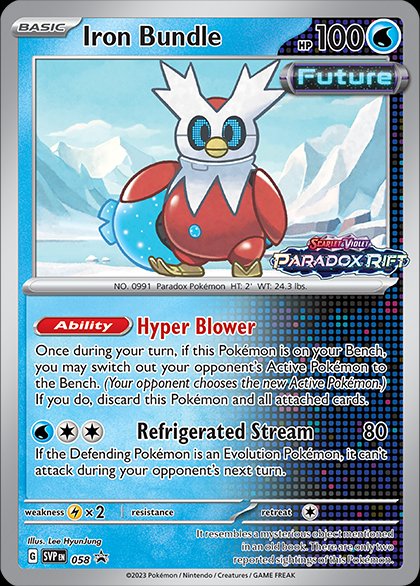 BASIC
Iron Bundle
HP 100
Future
SCARLET & VIOLET
PARADOX RIFT
NO. 0991 Paradox Pokémon HT: 2' WT: 24.3 lbs.
Ability Hyper Blower
Once during your turn, if this Pokémon is on your Bench,
you may switch out your opponent's Active Pokémon to
the Bench. (Your opponent chooses the new Active Pokémon.)
If you do, discard this Pokémon and all attached cards.
Refrigerated Stream 80
If the Defending Pokémon is an Evolution Pokémon, it can't
attack during your opponent's next turn.
weakness ×2 resistance retreat
Illus. Lee HyunJung
It resembles a mysterious object mentioned
G SVP EN 058 in an old book. There are only two
reported sightings of this Pokémon.
©2023 Pokémon / Nintendo / Creatures / GAME FREAK